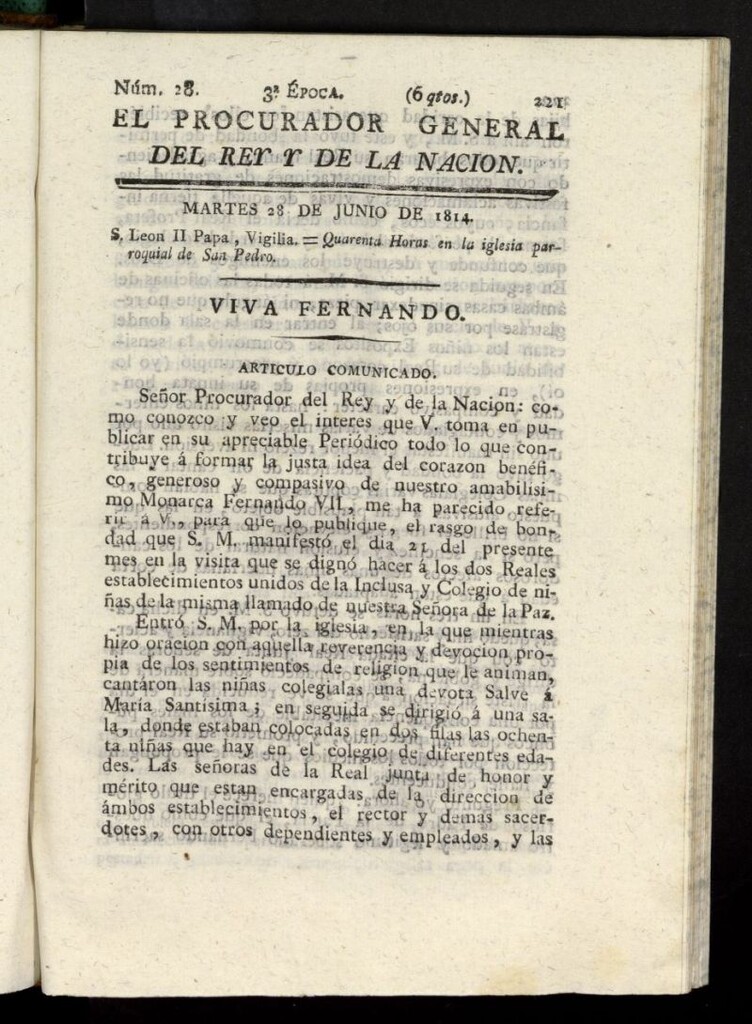 Núm. 28. 3ª ÉPOCA. (6 qtos.) 221
EL PROCURADOR GENERAL
DEL REY Y DE LA NACION.
MARTES 28 DE JUNIO DE 1814.
S. Leon II Papa, Vigilia. = Quarenta Horas en la iglesia par-
roquial de San Pedro.
VIVA FERNANDO.
ARTICULO COMUNICADO.
Señor Procurador del Rey y de la Nacion: co-
mo conozco y veo el interes que V. toma en pu-
blicar en su apreciable Periódico todo lo que con-
tribuye á formar la justa idea del corazon benéfi-
co, generoso y compasivo de nuestro amabilisi-
mo Monarca Fernando VII, me ha parecido refe-
rir á V., para que lo publique, el rasgo de bon-
dad que S. M. manifestó el dia 21 del presente
mes en la visita que se dignó hacer á los dos Reales
establecimientos unidos de la Inclusa y Colegio de ni-
ñas de la misma llamado de nuestra Señora de la Paz.
Entró S. M. por la iglesia, en la que mientras
hizo oracion con aquella reverencia y devocion pro-
pia de los sentimientos de religion que le animan,
cantáron las niñas colegialas una devota Salve á
María Santísima; en seguida se dirigió á una sa-
la, donde estaban colocadas en dos filas las ochen-
ta niñas que hay en el colegio de diferentes eda-
des. Las señoras de la Real junta de honor y
mérito que estan encargadas de la direccion de
ámbos establecimientos, el rector y demas sacer-
dotes, con otros dependientes y empleados, y las